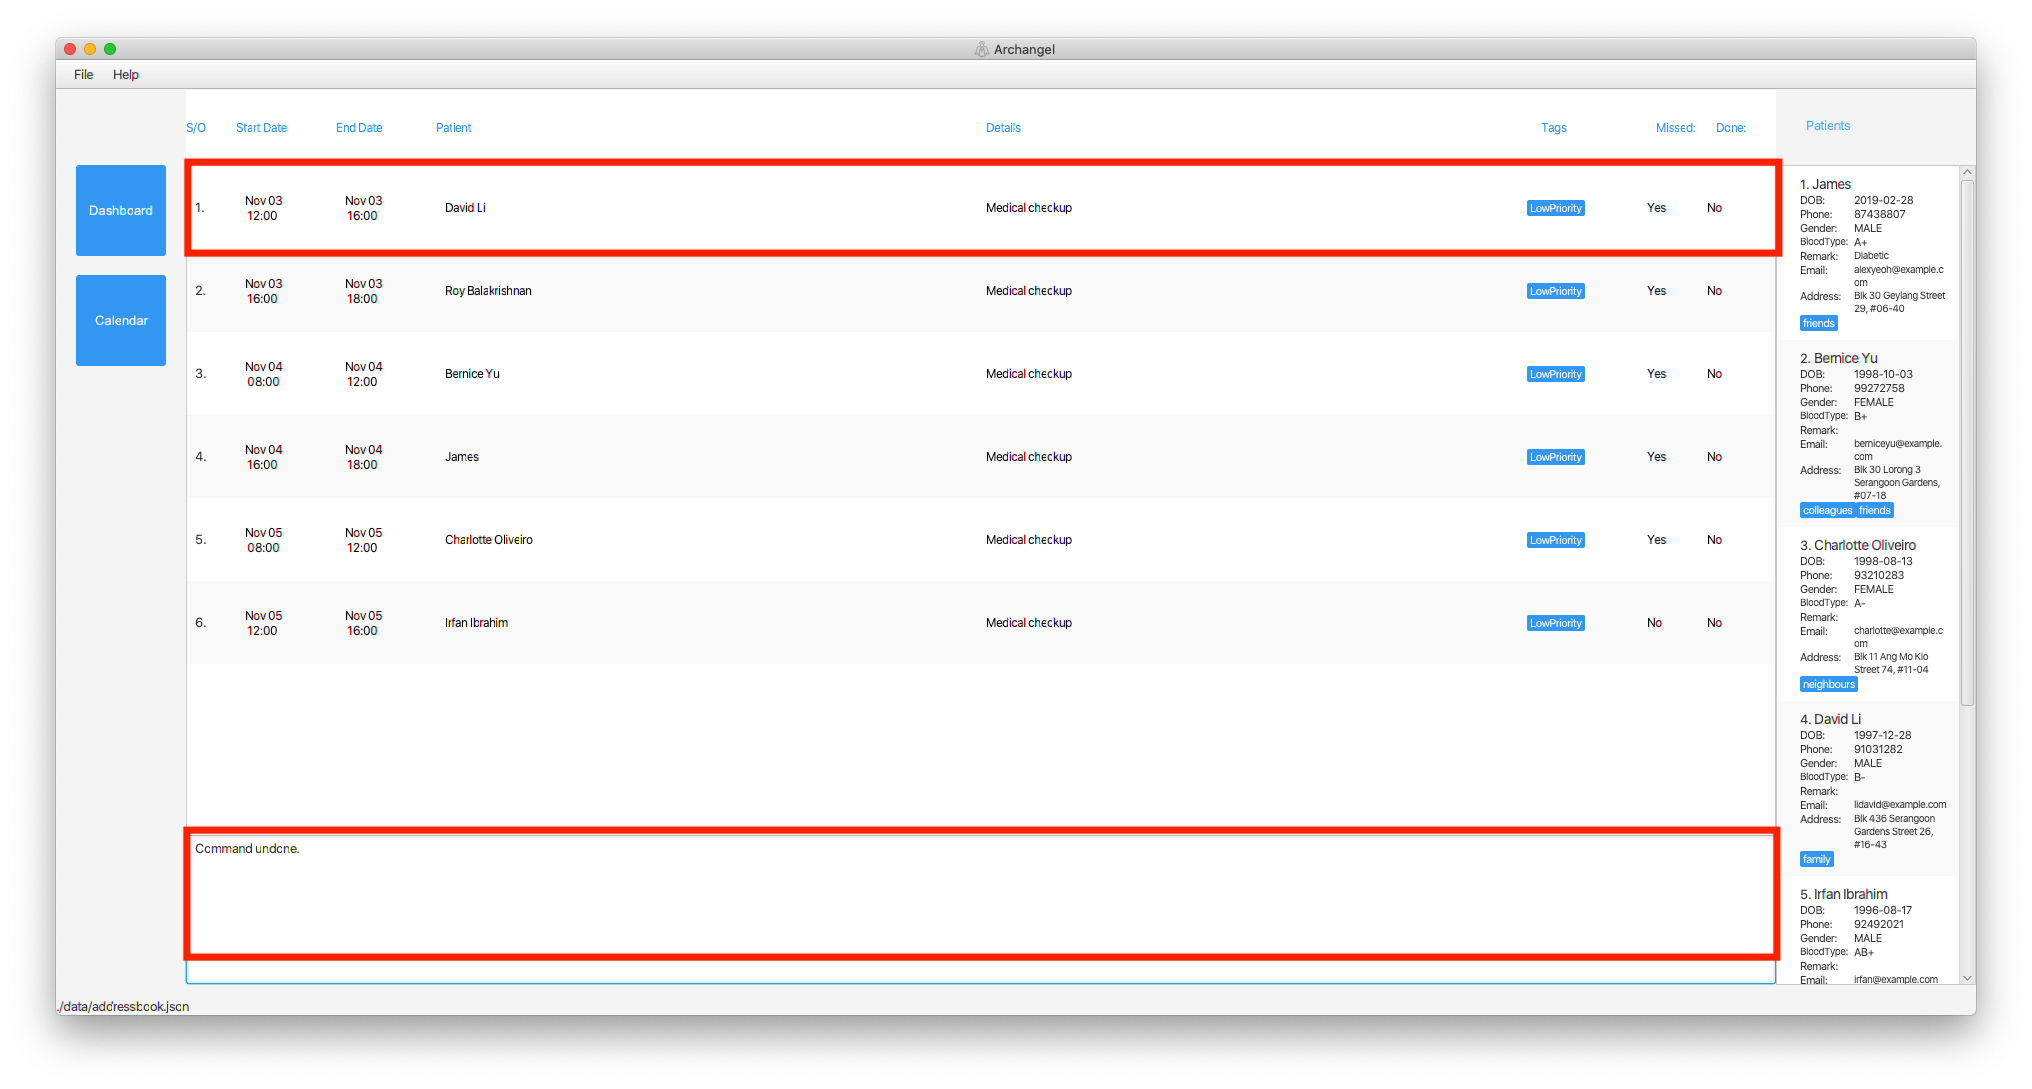 Archangel
File Help
S/O Start Date End Date Patient Details Tags Missed: Done:
Dashboard
Calendar
1. Nov 03 12:00 Nov 03 16:00 David Li Medical checkup LowPriority Yes No
2. Nov 03 16:00 Nov 03 18:00 Roy Balakrishnan Medical checkup LowPriority Yes No
3. Nov 04 08:00 Nov 04 12:00 Bernice Yu Medical checkup LowPriority Yes No
4. Nov 04 16:00 Nov 04 18:00 James Medical checkup LowPriority Yes No
5. Nov 05 08:00 Nov 05 12:00 Charlotte Oliveiro Medical checkup LowPriority Yes No
6. Nov 05 12:00 Nov 05 16:00 Irfan Ibrahim Medical checkup LowPriority No No
Command undone.
Patients
1. James
DOB: 2019-02-28
Phone: 87438807
Gender: MALE
BloodType: A+
Remark: Diabetic
Email: alexyeoh@example.c
om
Address: Blk 30 Geylang Street
29, #06-40
friends
2. Bernice Yu
DOB: 1998-10-03
Phone: 99272758
Gender: FEMALE
BloodType: B+
Remark:
Email: berniceyu@example.
com
Address: Blk 30 Lorong 3
Serangoon Gardens,
#07-18
colleagues friends
3. Charlotte Oliveiro
DOB: 1998-08-13
Phone: 93210283
Gender: FEMALE
BloodType: A-
Remark:
Email: charlotte@example.c
om
Address: Blk 11 Ang Mo Kio
Street 74, #11-04
neighbours
4. David Li
DOB: 1997-12-28
Phone: 91031282
Gender: MALE
BloodType: B-
Remark:
Email: lidavid@example.com
Address: Blk 436 Serangoon
Gardens Street 26,
#16-43
family
5. Irfan Ibrahim
DOB: 1996-08-17
Phone: 92492021
Gender: MALE
BloodType: AB+
Remark:
Email: irfan@example.com
./data/addressbook.json